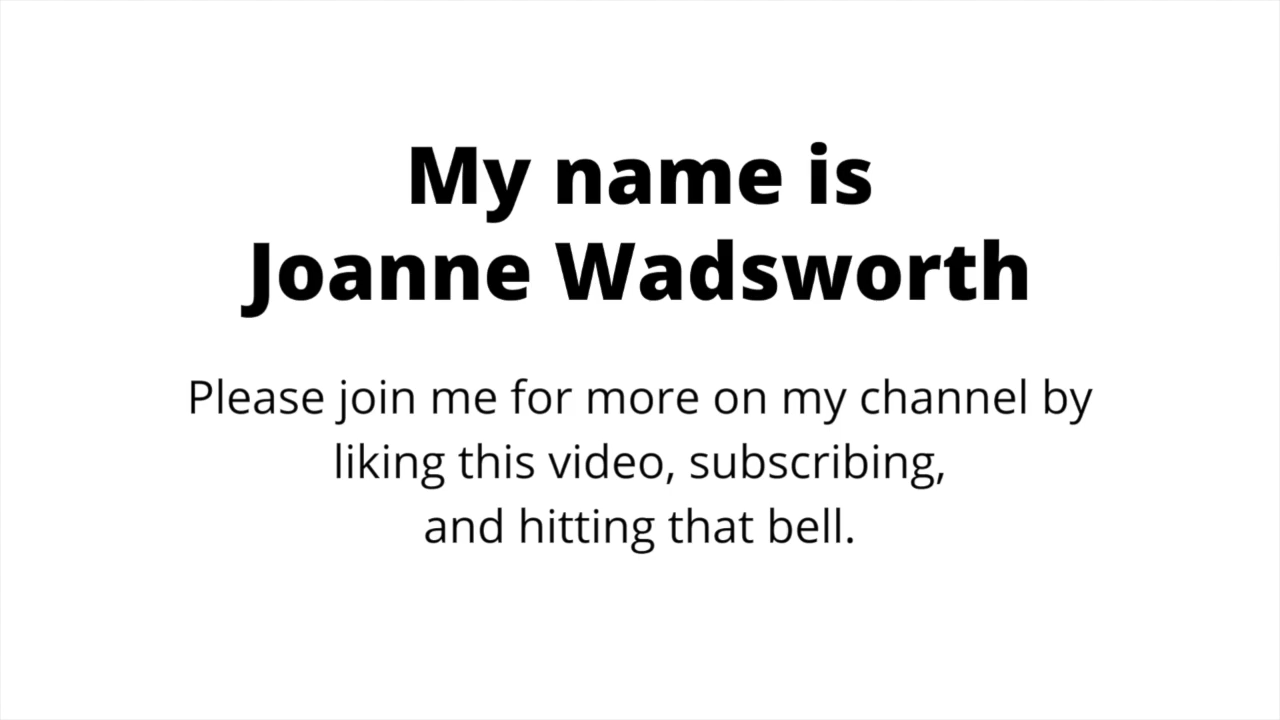 My name is
Joanne Wadsworth
Please join me for more on my channel by
liking this video, subscribing,
and hitting that bell.